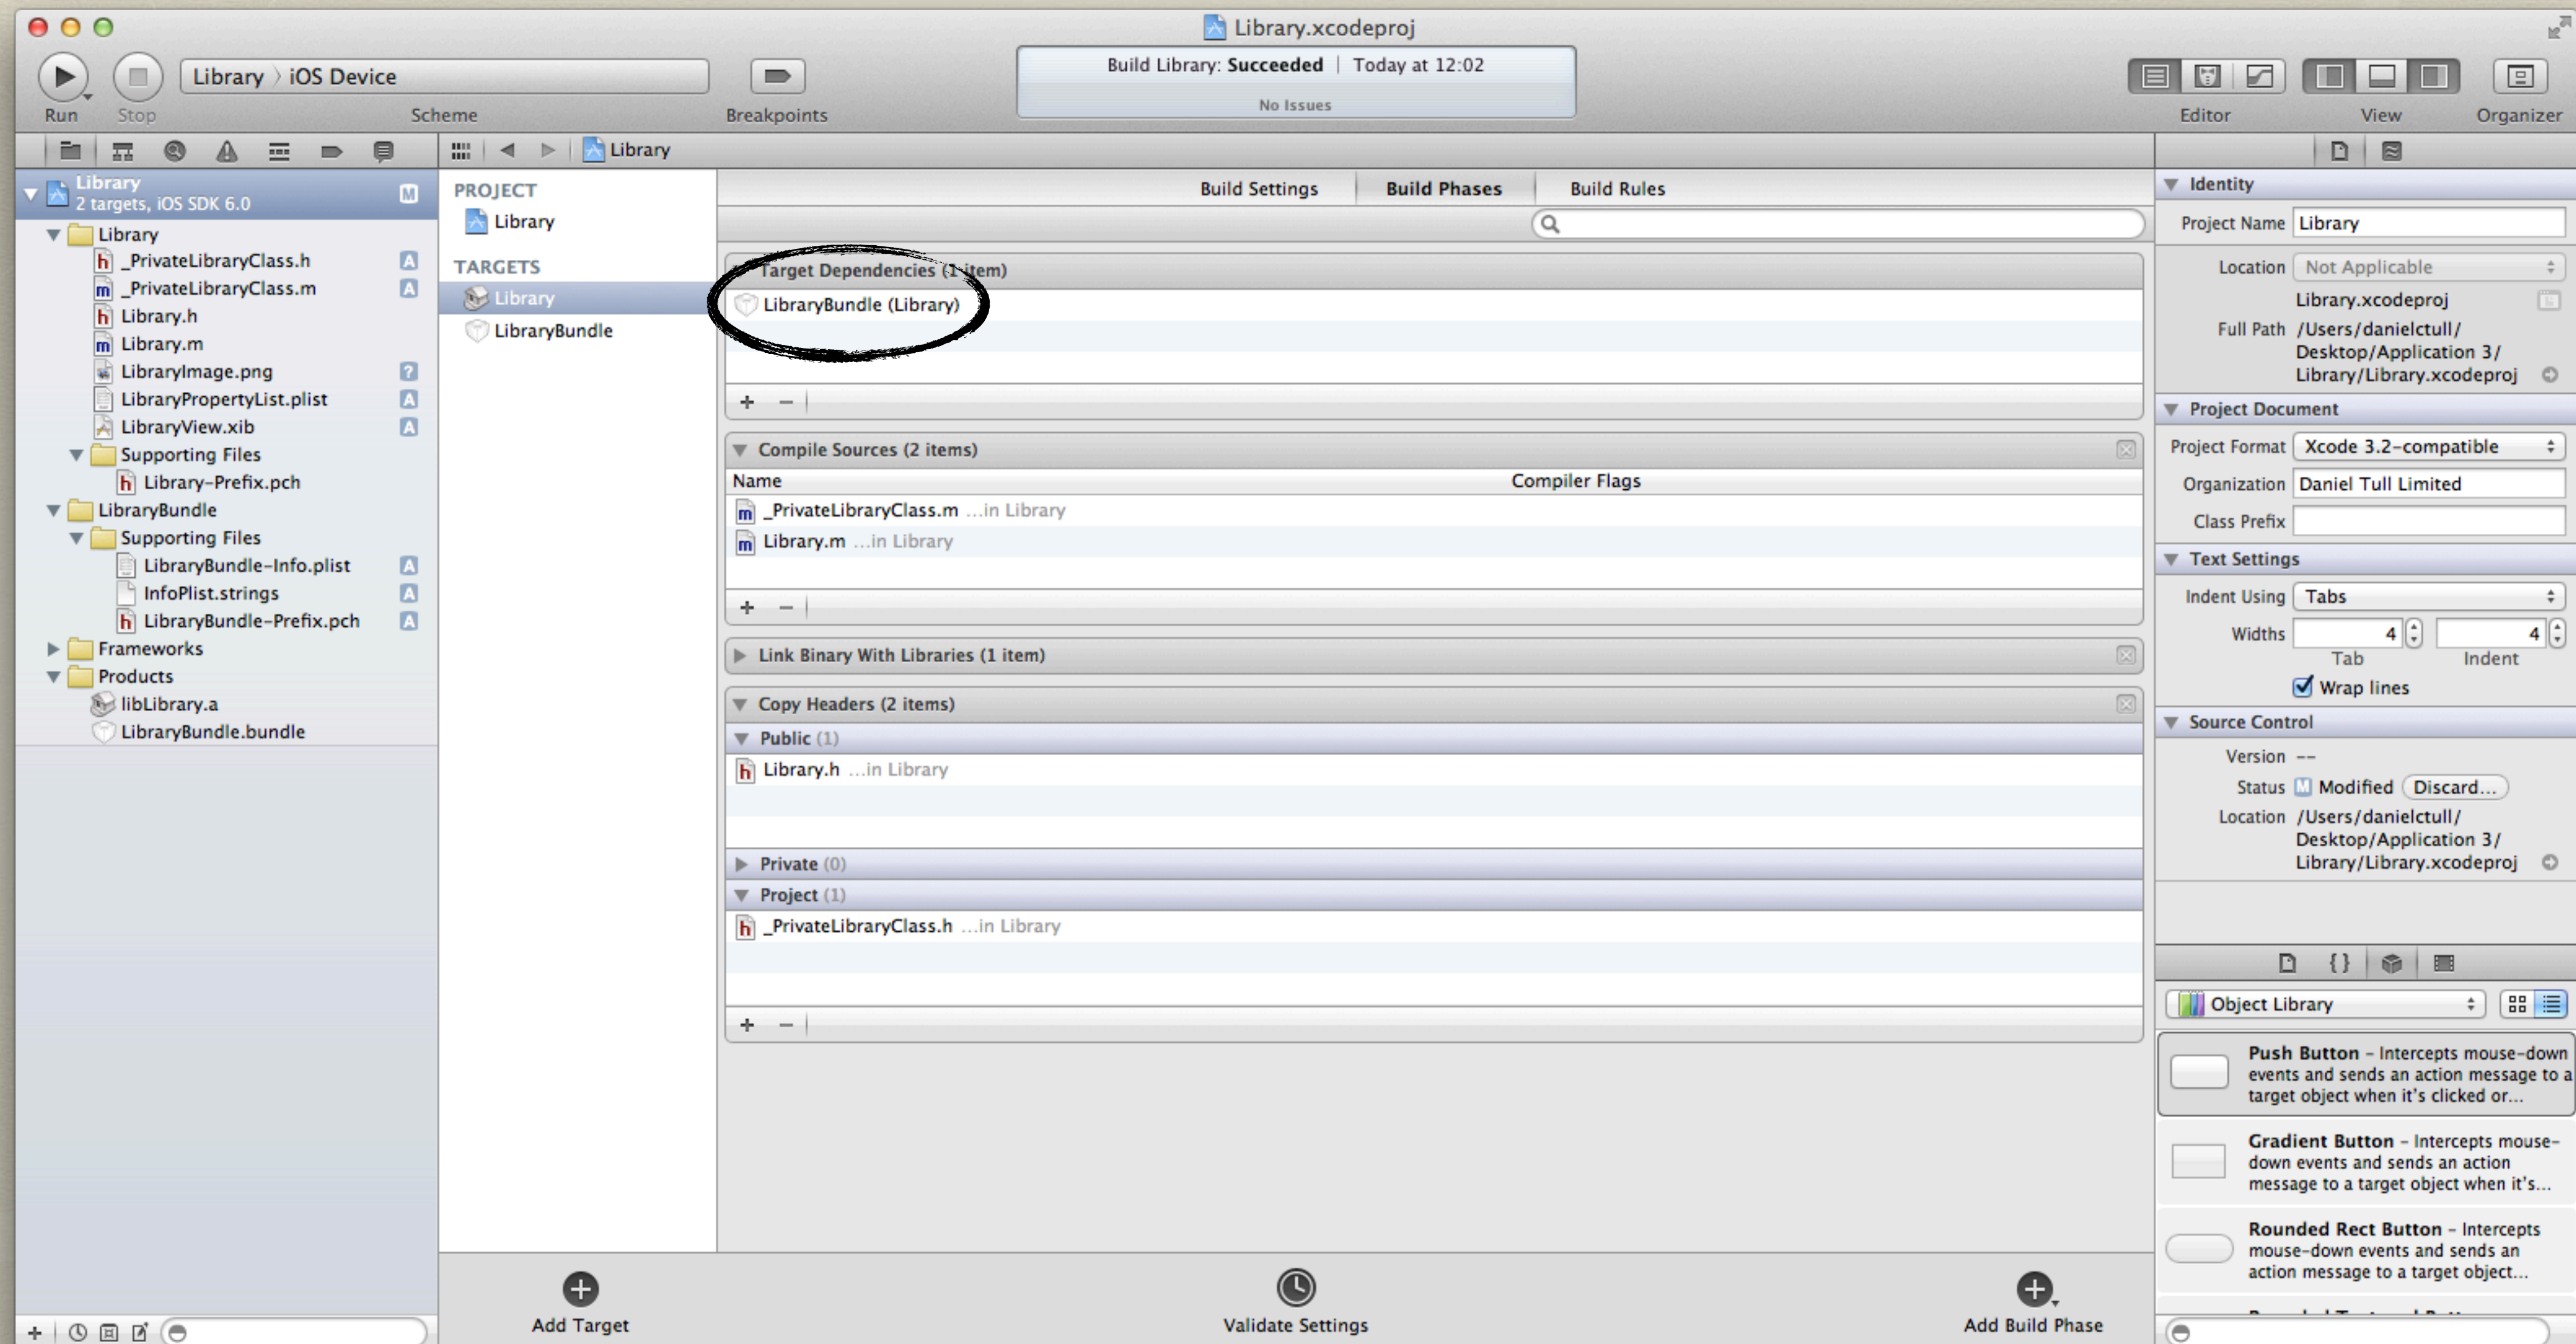 Library.xcodeproj
Library 〉 iOS Device
Build Library: Succeeded | Today at 12:02
No Issues
Run
Stop
Scheme
Breakpoints
Editor
View
Organizer
Library
Library
2 targets, iOS SDK 6.0
M
Library
_PrivateLibraryClass.h
A
_PrivateLibraryClass.m
A
Library.h
Library.m
LibraryImage.png
?
LibraryPropertyList.plist
A
LibraryView.xib
A
Supporting Files
Library-Prefix.pch
LibraryBundle
Supporting Files
LibraryBundle-Info.plist
A
InfoPlist.strings
A
LibraryBundle-Prefix.pch
A
Frameworks
Products
libLibrary.a
LibraryBundle.bundle
PROJECT
Library
TARGETS
Library
LibraryBundle
Build Settings
Build Phases
Build Rules
Target Dependencies (1 item)
LibraryBundle (Library)
Compile Sources (2 items)
Name
Compiler Flags
_PrivateLibraryClass.m ...in Library
Library.m ...in Library
Link Binary With Libraries (1 item)
Copy Headers (2 items)
Public (1)
Library.h ...in Library
Private (0)
Project (1)
_PrivateLibraryClass.h ...in Library
Add Target
Validate Settings
Add Build Phase
Identity
Project Name Library
Location Not Applicable
Library.xcodeproj
Full Path /Users/danielctull/
Desktop/Application 3/
Library/Library.xcodeproj
Project Document
Project Format Xcode 3.2-compatible
Organization Daniel Tull Limited
Class Prefix
Text Settings
Indent Using Tabs
Widths 4 4
Tab Indent
Wrap lines
Source Control
Version --
Status M Modified Discard...
Location /Users/danielctull/
Desktop/Application 3/
Library/Library.xcodeproj
{}
Object Library
Push Button - Intercepts mouse-down
events and sends an action message to a
target object when it's clicked or...
Gradient Button - Intercepts mouse-
down events and sends an action
message to a target object when it's...
Rounded Rect Button - Intercepts
mouse-down events and sends an
action message to a target object...